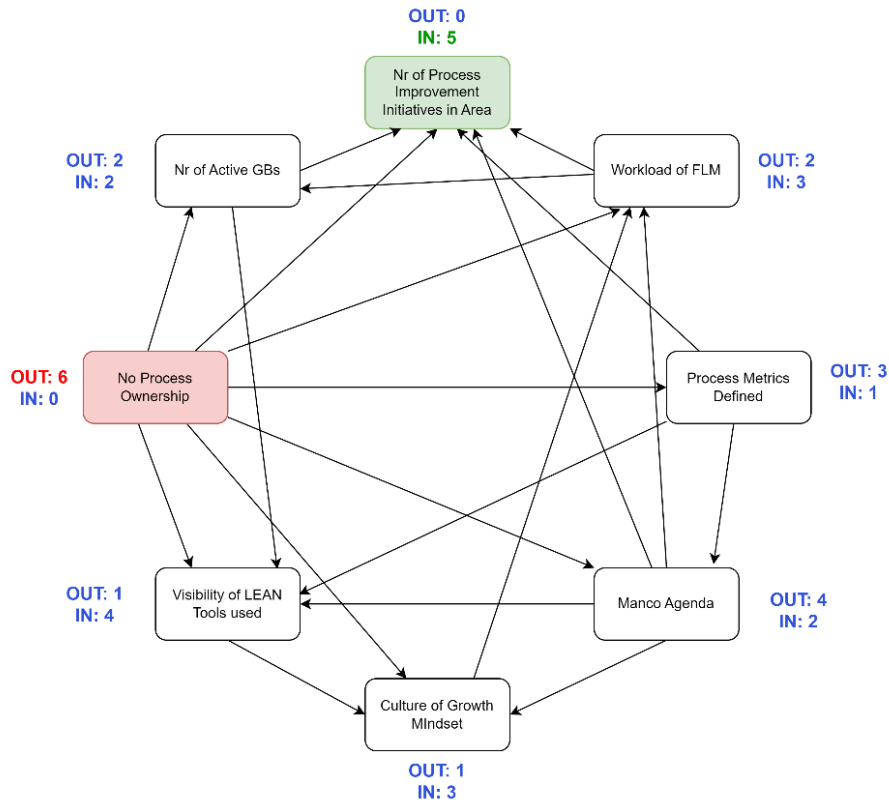 OUT: 0
IN: 5
Nr of Process
Improvement
Initiatives in Area
OUT: 2
IN: 2
Nr of Active GBs
Workload of FLM
OUT: 2
IN: 3
OUT: 6
IN: 0
No Process
Ownership
Process Metrics
Defined
OUT: 3
IN: 1
OUT: 1
IN: 4
Visibility of LEAN
Tools used
Manco Agenda
OUT: 4
IN: 2
Culture of Growth
MIndset
OUT: 1
IN: 3